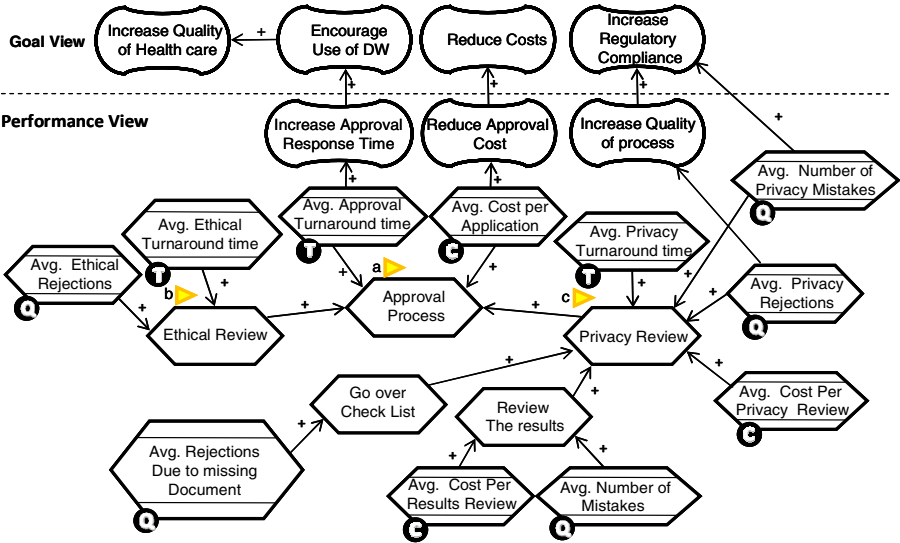 Goal View
Increase Quality
of Health care
+
Encourage
Use of DW
Reduce Costs
Increase
Regulatory
Compliance
+
+
+
+
Performance View
Increase Approval
Response Time
Reduce Approval
Cost
Increase Quality
of process
+
+
Avg. Number of
Privacy Mistakes
Q
Avg. Ethical
Turnaround time
T
Avg. Approval
Turnaround time
T
Avg. Cost per
Application
C
Avg. Privacy
Turnaround time
T
Avg. Ethical
Rejections
Q
+
+
a
+
+
+
+
+
Avg. Privacy
Rejections
Q
b
+
Ethical Review
+
Approval
Process
+
c
Privacy Review
+
+
+
Go over
Check List
Review
The results
Avg. Cost Per
Privacy Review
C
+
Avg. Rejections
Due to missing
Document
Q
+
+
Avg. Cost Per
Results Review
C
Avg. Number of
Mistakes
Q